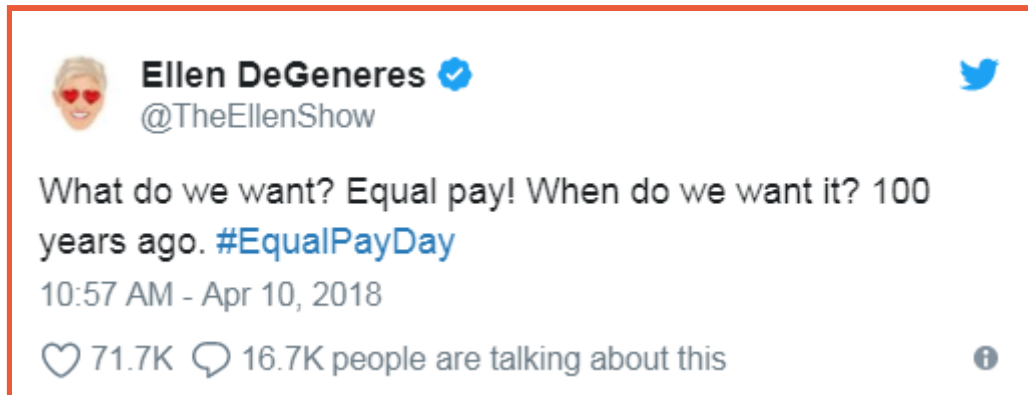 Ellen DeGeneres
@TheEllenShow
What do we want? Equal pay! When do we want it? 100
years ago. #EqualPayDay
10:57 AM - Apr 10, 2018
71.7K 16.7K people are talking about this